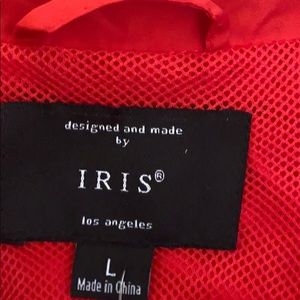 designed and made
by
IRIS®
los angeles
L
Made in China